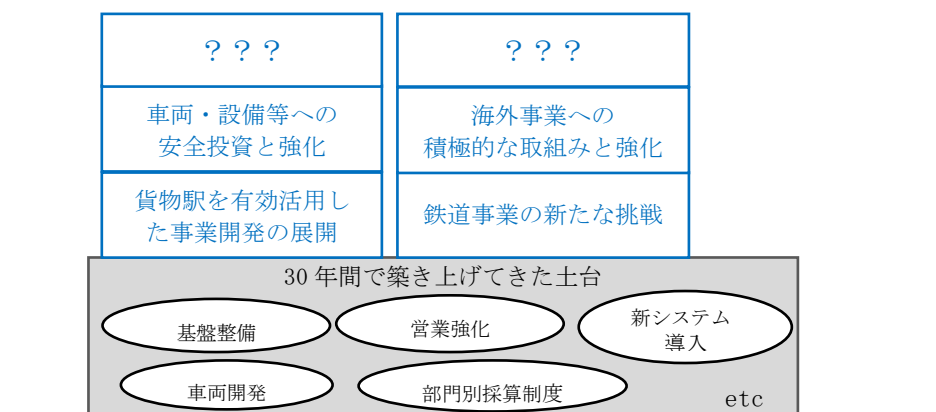 ？？？
？？？
車両・設備等への
安全投資と強化
海外事業への
積極的な取組みと強化
貨物駅を有効活用し
た事業開発の展開
鉄道事業の新たな挑戦
30 年間で築き上げてきた土台
基盤整備
営業強化
新システム
導入
車両開発
部門別採算制度
etc